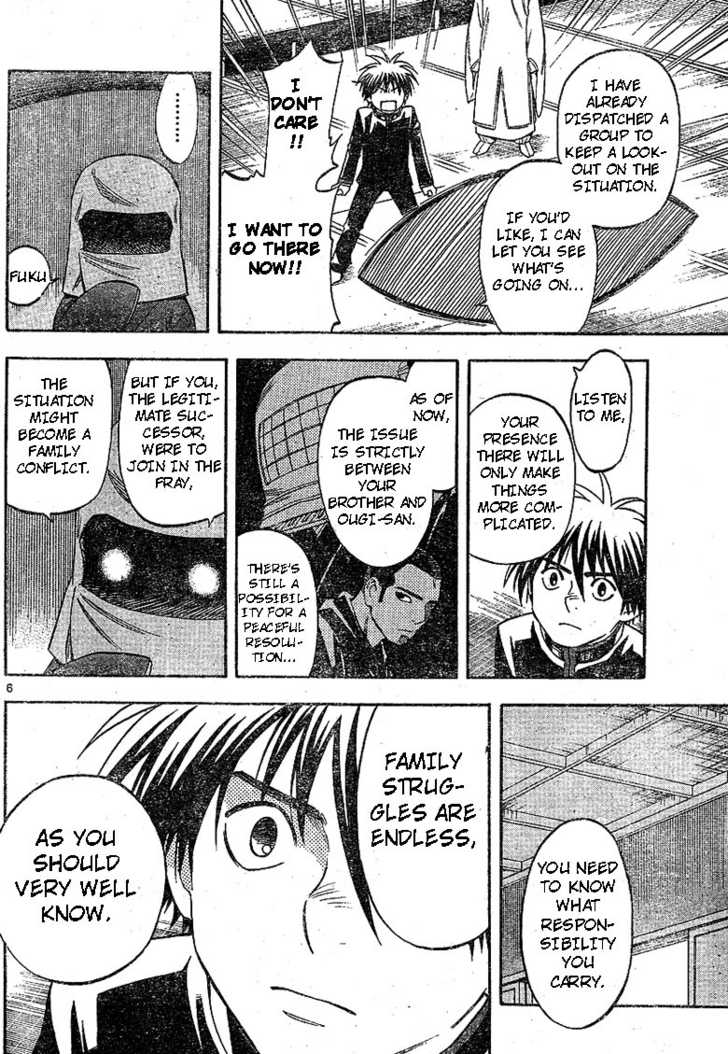 I HAVE
ALREADY
DISPATCHED
A GROUP TO
KEEP A LOOK-
OUT ON THE
SITUATION.
IF YOU'D
LIKE, I CAN
LET YOU SEE
WHAT'S
GOING ON...
I
DON'T
CARE
!!
I WANT TO
GO THERE
NOW!!
........
FUKU
LISTEN
TO ME,
YOUR
PRESENCE
THERE WILL
ONLY MAKE
THINGS
MORE COM-
PLICATED.
AS OF
NOW,
THE ISSUE
IS STRICTLY
BETWEEN
YOUR
BROTHER AND
OUGI-SAN.
THERE'S
STILL A
POSSIBIL-
ITY FOR A
PEACEFUL
RESOLU-
TION...
BUT IF YOU,
THE LEGITI-
MATE SUC-
CESSOR,
WERE TO
JOIN IN THE
FRAY,
THE
SITUATION
MIGHT
BECOME A
FAMILY
CONFLICT.
6
YOU NEED
TO KNOW
WHAT
RESPON-
SIBILITY
YOU
CARRY.
FAMILY
STRUG-
GLES ARE
ENDLESS,
AS YOU
SHOULD
VERY WELL
KNOW.